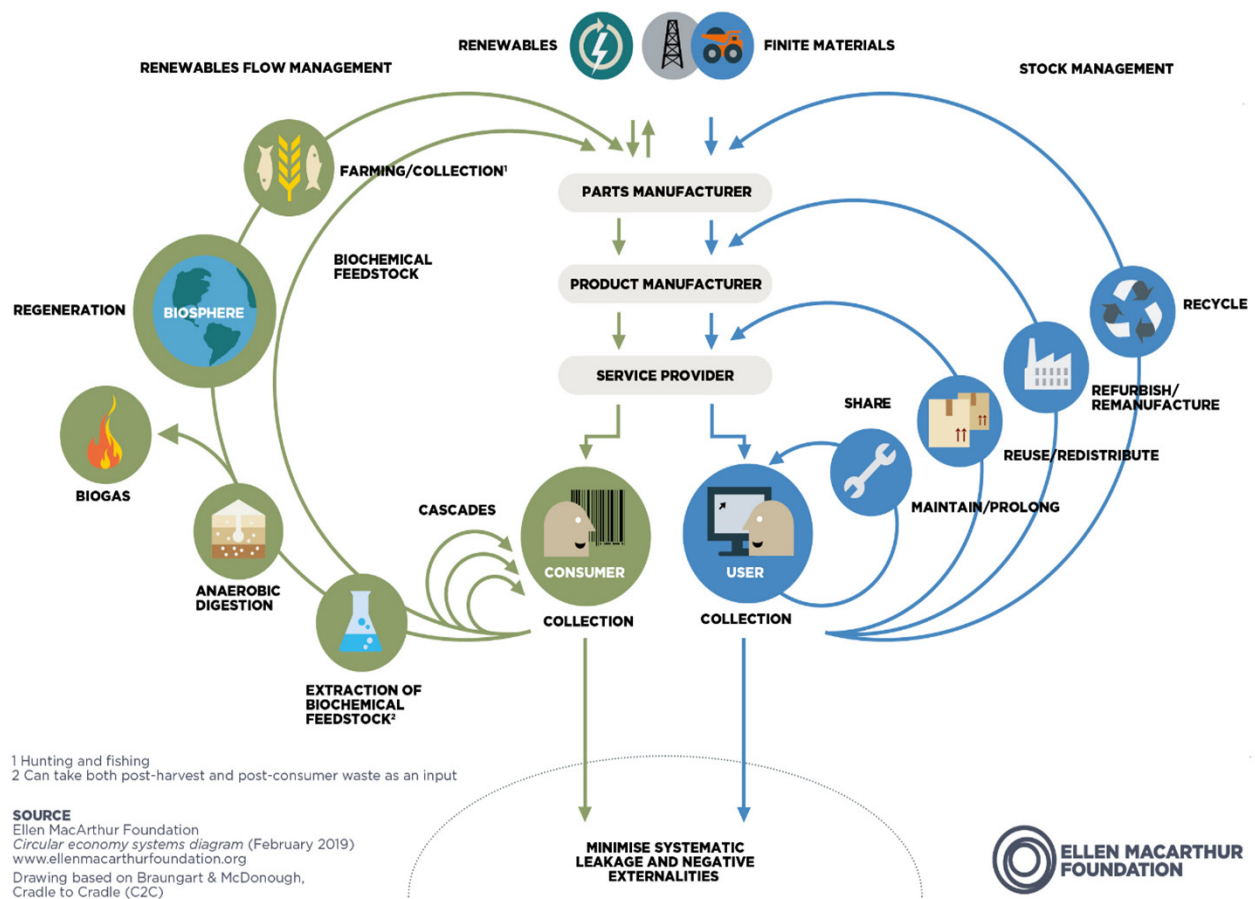 RENEWABLES
FINITE MATERIALS
RENEWABLES FLOW MANAGEMENT
STOCK MANAGEMENT
FARMING/COLLECTION¹
PARTS MANUFACTURER
BIOCHEMICAL
FEEDSTOCK
PRODUCT MANUFACTURER
REGENERATION
BIOSPHERE
RECYCLE
SERVICE PROVIDER
REFURBISH/
REMANUFACTURE
SHARE
REUSE/REDISTRIBUTE
BIOGAS
MAINTAIN/PROLONG
CASCADES
CONSUMER
USER
ANAEROBIC
DIGESTION
COLLECTION
COLLECTION
EXTRACTION OF
BIOCHEMICAL
FEEDSTOCK²
1 Hunting and fishing
2 Can take both post-harvest and post-consumer waste as an input
SOURCE
Ellen MacArthur Foundation
Circular economy systems diagram (February 2019)
www.ellenmacarthurfoundation.org
Drawing based on Braungart & McDonough,
Cradle to Cradle (C2C)
MINIMISE SYSTEMATIC
LEAKAGE AND NEGATIVE
EXTERNALITIES
ELLEN MACARTHUR
FOUNDATION